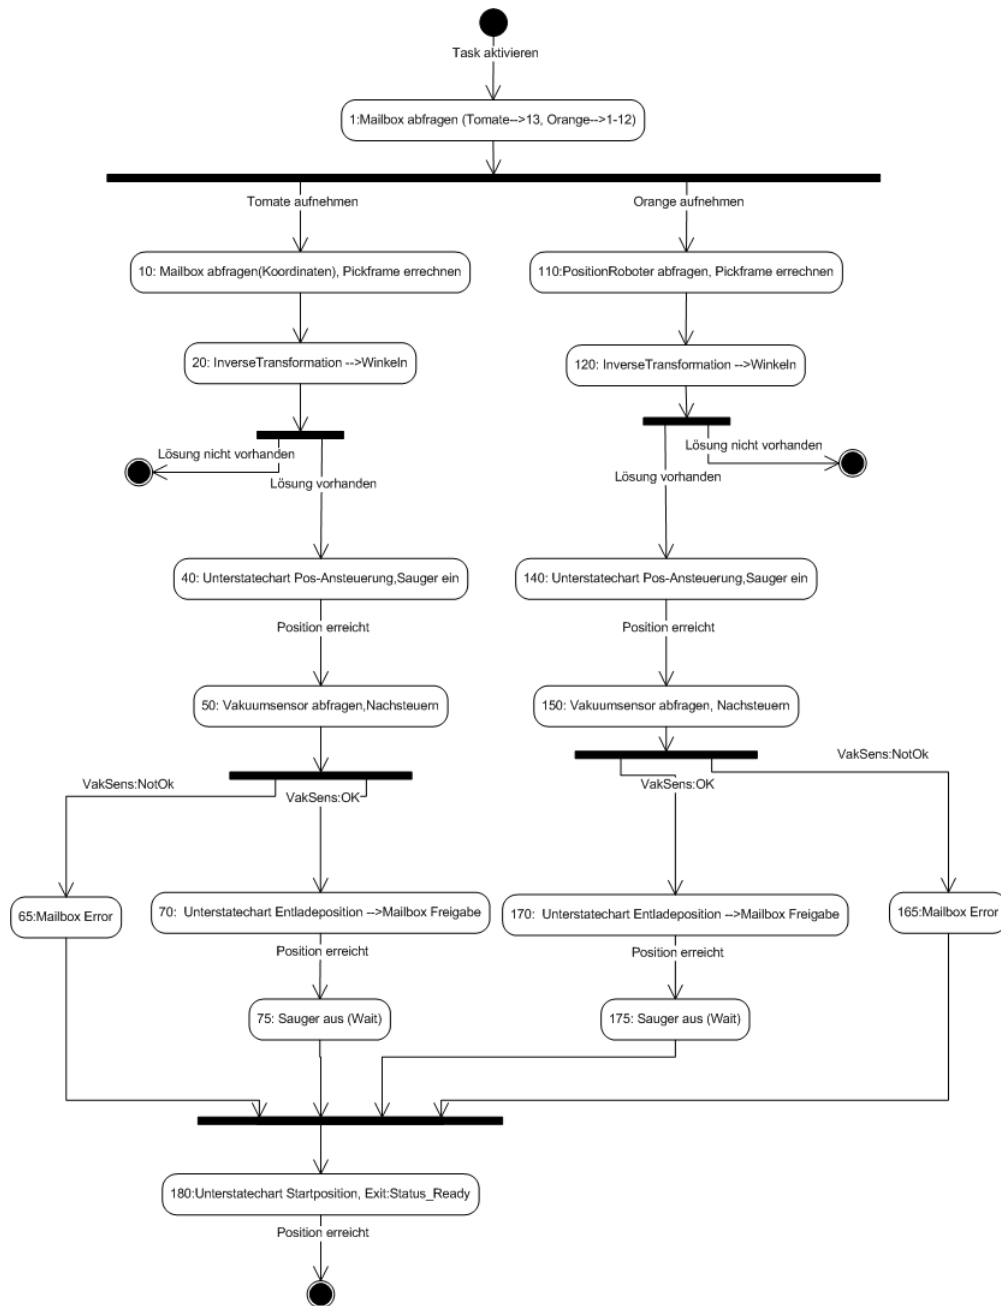 Task aktivieren
1:Mailbox abfragen (Tomate-->13, Orange-->1-12)
Tomate aufnehmen
Orange aufnehmen
10: Mailbox abfragen(Koordinaten), Pickframe errechnen
110:PositionRoboter abfragen, Pickframe errechnen
20: InverseTransformation -->Winkeln
120: InverseTransformation -->Winkeln
Lösung nicht vorhanden
Lösung nicht vorhanden
Lösung vorhanden
Lösung vorhanden
40: Unterstatechart Pos-Ansteuerung,Sauger ein
140: Unterstatechart Pos-Ansteuerung,Sauger ein
Position erreicht
Position erreicht
50: Vakuumsensor abfragen,Nachsteuern
150: Vakuumsensor abfragen, Nachsteuern
VakSens:NotOk
VakSens:OK
VakSens:OK
VakSens:NotOk
65:Mailbox Error
70:  Unterstatechart Entladeposition -->Mailbox Freigabe
170:  Unterstatechart Entladeposition -->Mailbox Freigabe
165:Mailbox Error
Position erreicht
Position erreicht
75: Sauger aus (Wait)
175: Sauger aus (Wait)
180:Unterstatechart Startposition, Exit:Status_Ready
Position erreicht